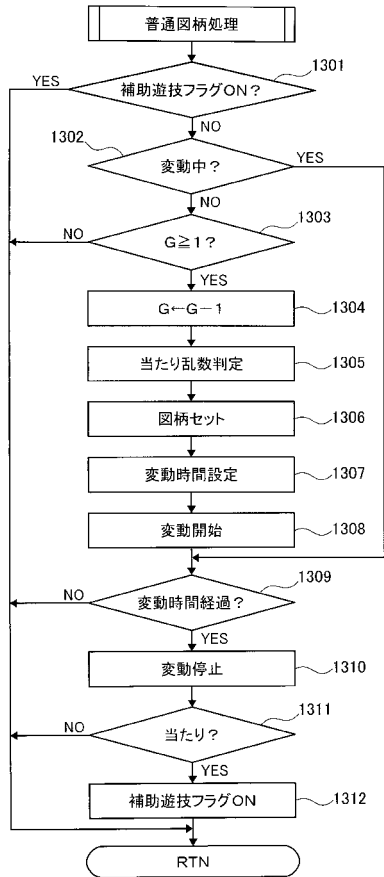 普通図柄処理
1301
YES
補助遊技フラグON?
NO
1302
変動中?
YES
NO
1303
NO
G≧1?
YES
G←G-1
1304
当たり乱数判定
1305
図柄セット
1306
変動時間設定
1307
変動開始
1308
1309
NO
変動時間経過?
YES
変動停止
1310
1311
NO
当たり?
YES
補助遊技フラグON
1312
RTN